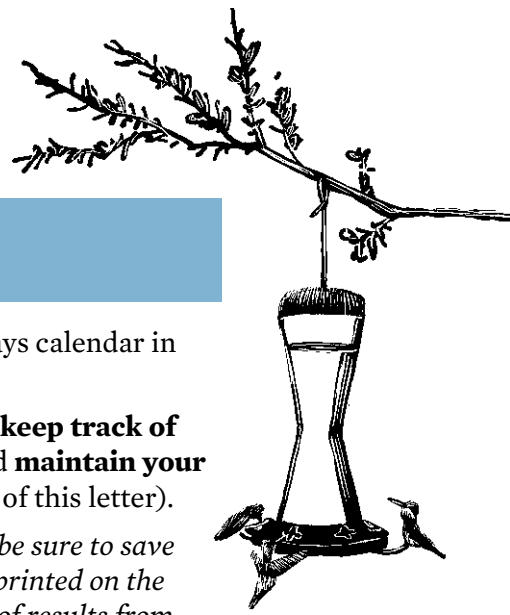 ays calendar in
keep track of
d maintain your
of this letter).
be sure to save
printed on the
of results from